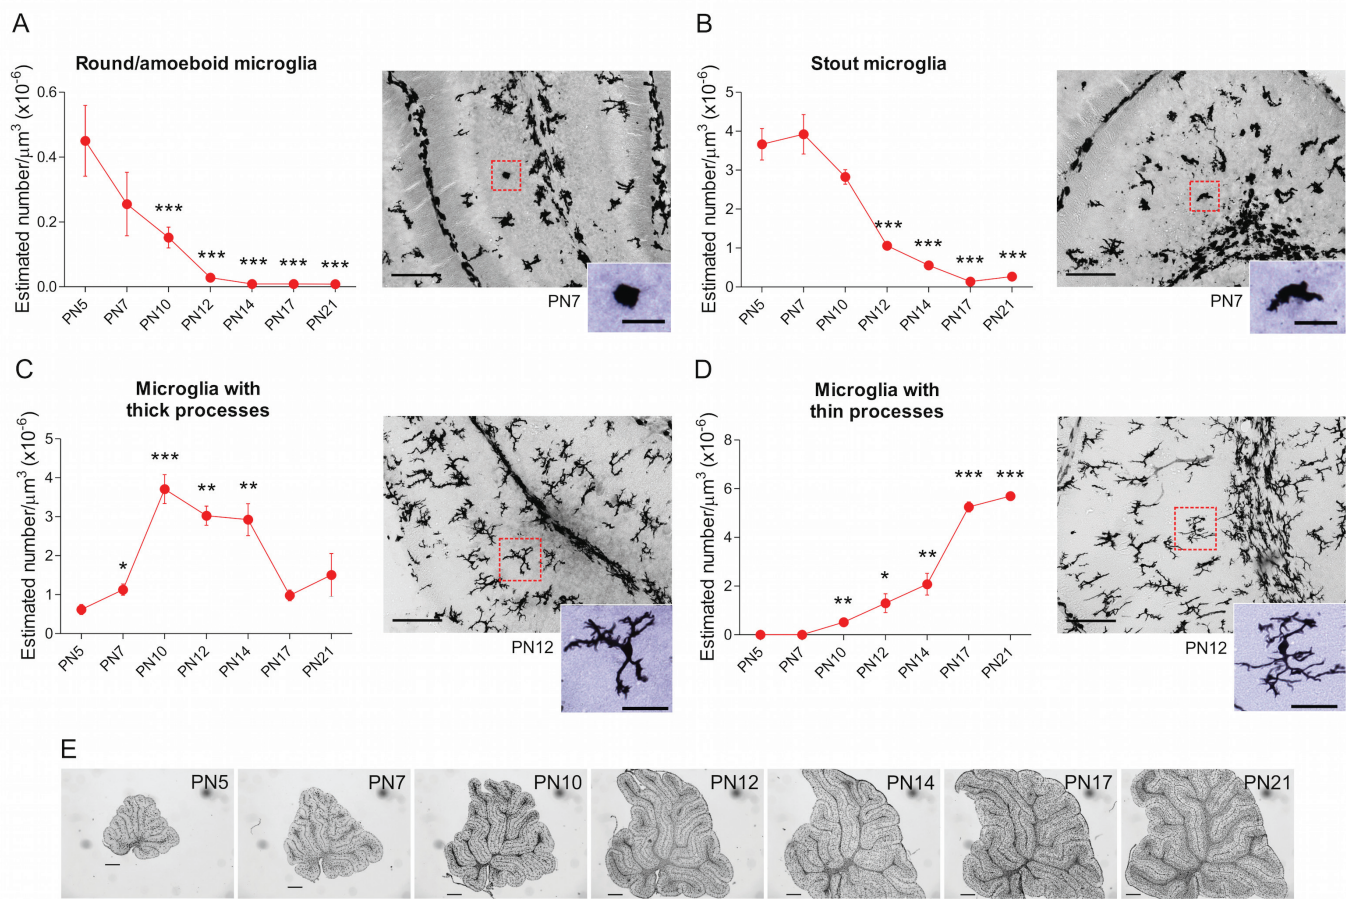 A
Round/amoeboid microglia
Estimated number/µm³ (x10⁻⁶)
0.6
0.4
0.2
0.0
***
***
***
***
***
PN5
PN7
PN10
PN12
PN14
PN17
PN21
PN7
B
Stout microglia
Estimated number/µm³ (x10⁻⁶)
5
4
3
2
1
0
***
***
***
***
PN5
PN7
PN10
PN12
PN14
PN17
PN21
PN7
C
Microglia with
thick processes
Estimated number/µm³ (x10⁻⁶)
5
4
3
2
1
0
*
***
**
**
PN5
PN7
PN10
PN12
PN14
PN17
PN21
PN12
D
Microglia with
thin processes
Estimated number/µm³ (x10⁻⁶)
8
6
4
2
0
**
*
**
***
***
PN5
PN7
PN10
PN12
PN14
PN17
PN21
PN12
E
PN5
PN7
PN10
PN12
PN14
PN17
PN21